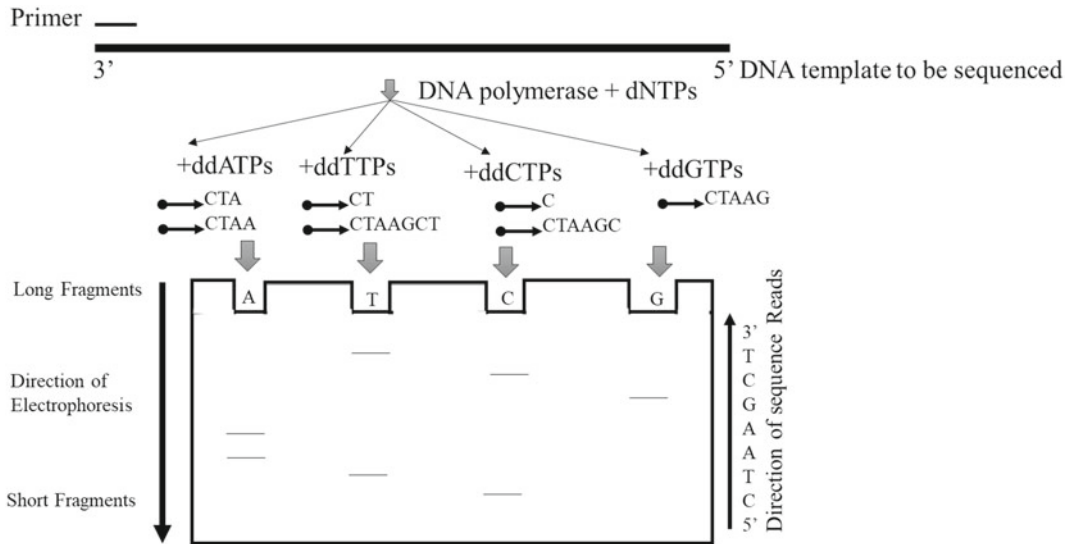 Primer
3’
5’ DNA template to be sequenced
DNA polymerase + dNTPs
+ddATPs
+ddTTPs
+ddCTPs
+ddGTPs
CTA
CTAA
CT
CTAAGCT
C
CTAAGC
CTAAG
Long Fragments
A
T
C
G
Direction of
Electrophoresis
Short Fragments
3’
T
C
G
A
A
T
C
5’
Direction of sequence Reads